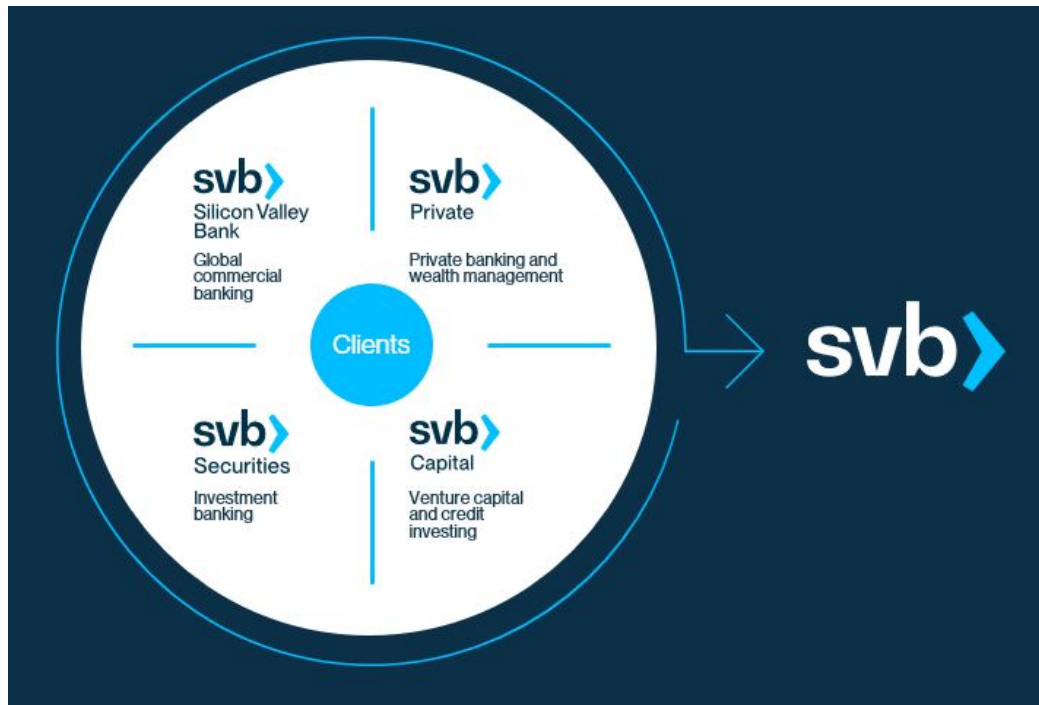 svb
Silicon Valley
Bank
Global
commercial
banking
svb
Private
Private banking and
wealth management
Clients
svb
svb
Securities
Investment
banking
svb
Capital
Venture capital
and credit
investing